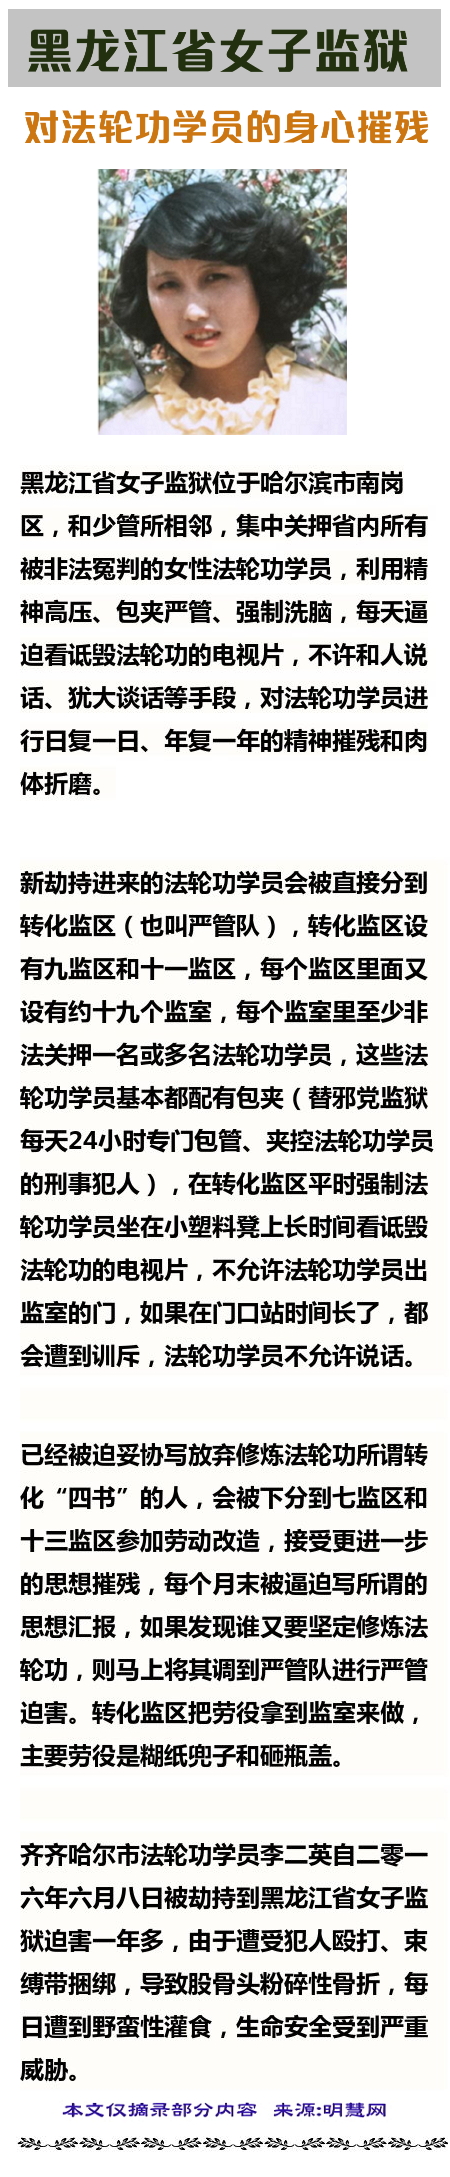 黑龙江省女子监狱
对法轮功学员的身心摧残
黑龙江省女子监狱位于哈尔滨市南岗
区，和少管所相邻，集中关押省内所有
被非法冤判的女性法轮功学员，利用精
神高压、包夹严管、强制洗脑，每天逼
迫看诋毁法轮功的电视片，不许和人说
话、犹大谈话等手段，对法轮功学员进
行日复一日、年复一年的精神摧残和肉
体折磨。
新劫持进来的法轮功学员会被直接分到
转化监区（也叫严管队），转化监区设
有九监区和十一监区，每个监区里面又
设有约十九个监室，每个监室里至少非
法关押一名或多名法轮功学员，这些法
轮功学员基本都配有包夹（替邪党监狱
每天24小时专门包管、夹控法轮功学员
的刑事犯人），在转化监区平时强制法
轮功学员坐在小塑料凳上长时间看诋毁
法轮功的电视片，不允许法轮功学员出
监室的门，如果在门口站时间长了，都
会遭到训斥，法轮功学员不允许说话。
已经被迫妥协写放弃修炼法轮功所谓转
化“四书”的人，会被下分到七监区和
十三监区参加劳动改造，接受更进一步
的思想摧残，每个月末被逼迫写所谓的
思想汇报，如果发现谁又要坚定修炼法
轮功，则马上将其调到严管队进行严管
迫害。转化监区把劳役拿到监室来做，
主要劳役是糊纸兜子和砸瓶盖。
齐齐哈尔市法轮功学员李二英自二零一
六年六月八日被劫持到黑龙江省女子监
狱迫害一年多，由于遭受犯人殴打、束
缚带捆绑，导致股骨头粉碎性骨折，每
日遭到野蛮性灌食，生命安全受到严重
威胁。
本文仅摘录部分内容 来源:明慧网